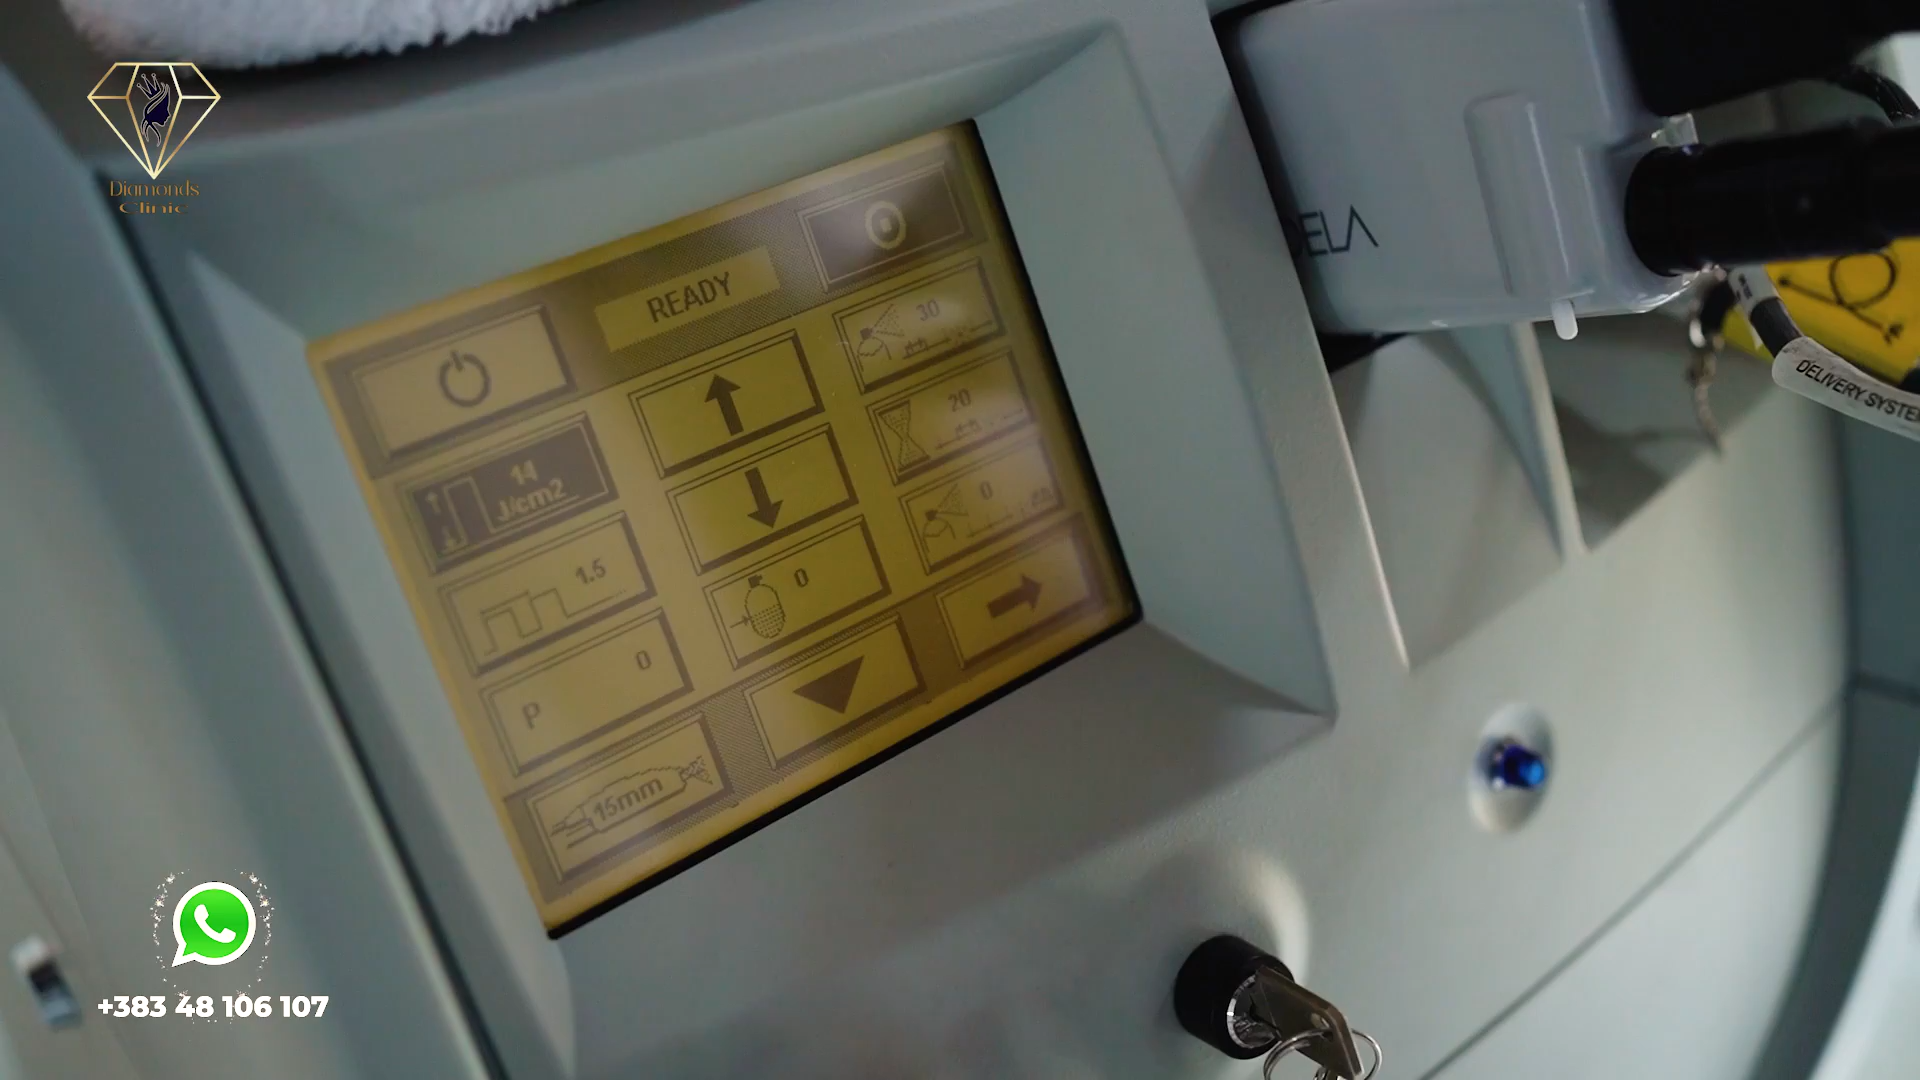 Diamonds
Clinic
READY
30
14
J/cm2
20
1.5
0
0
P 0
15mm
ELA
DELIVERY SYSTEM
+383 48 106 107